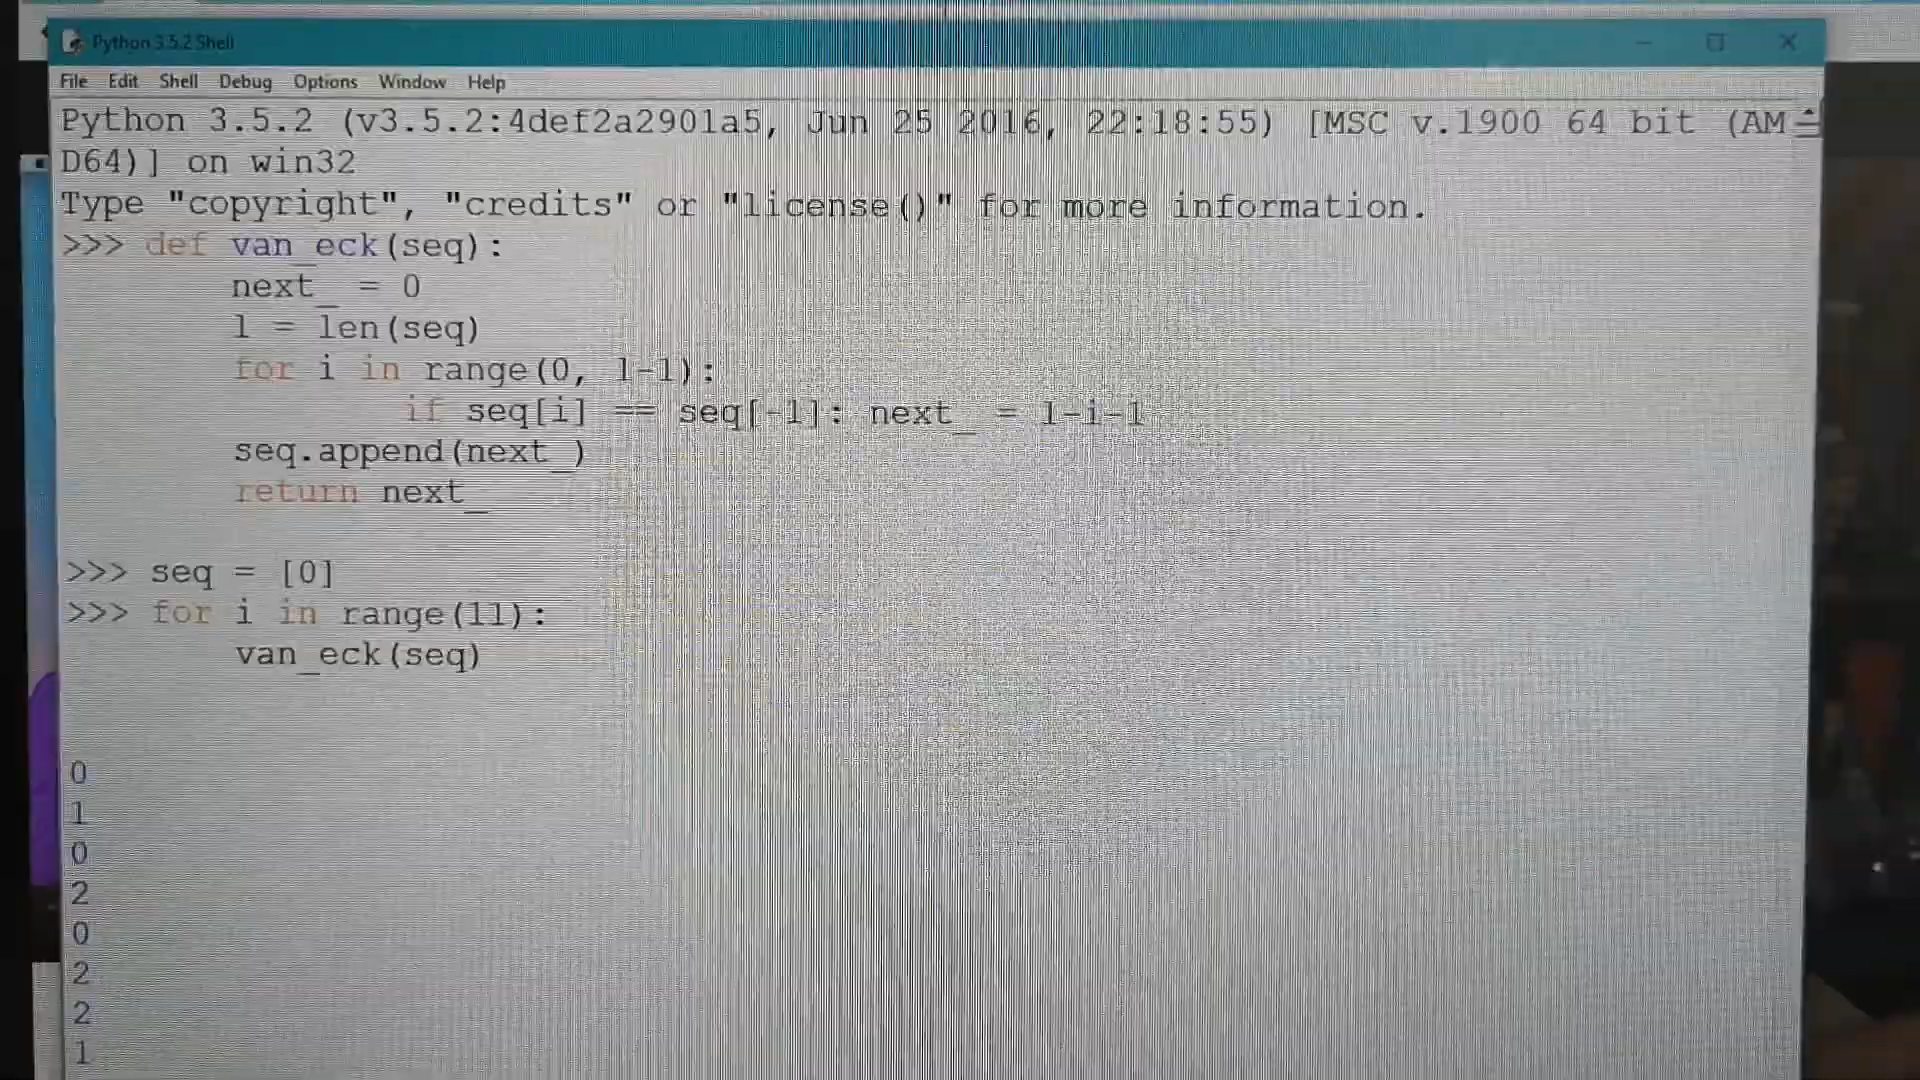 Python 3.5.2 Shell
File Edit Shell Debug Options Window Help
Python 3.5.2 (v3.5.2:4def2a2901a5, Jun 25 2016, 22:18:55) [MSC v.1900 64 bit (AM
D64)] on win32
Type "copyright", "credits" or "license()" for more information.
>>> def van_eck(seq):
next_ = 0
l = len(seq)
for i in range(0, l-1):
if seq[i] == seq[-1]: next_ = l-i-1
seq.append(next_)
return next_
>>> seq = [0]
>>> for i in range(11):
van_eck(seq)
0
1
0
2
0
2
2
1